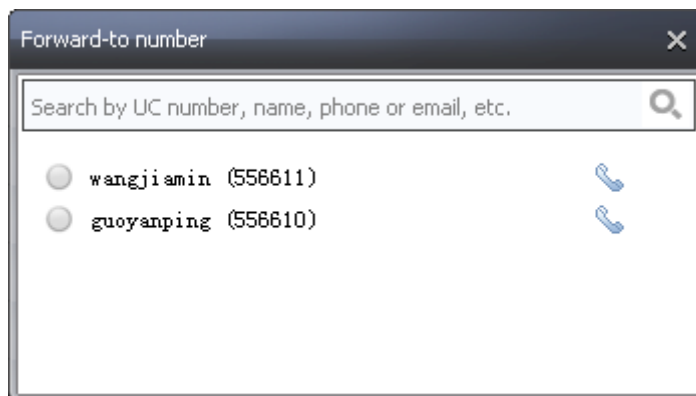 Forward-to number
Search by UC number, name, phone or email, etc.
wangjiamin (556611)
guoyanping (556610)